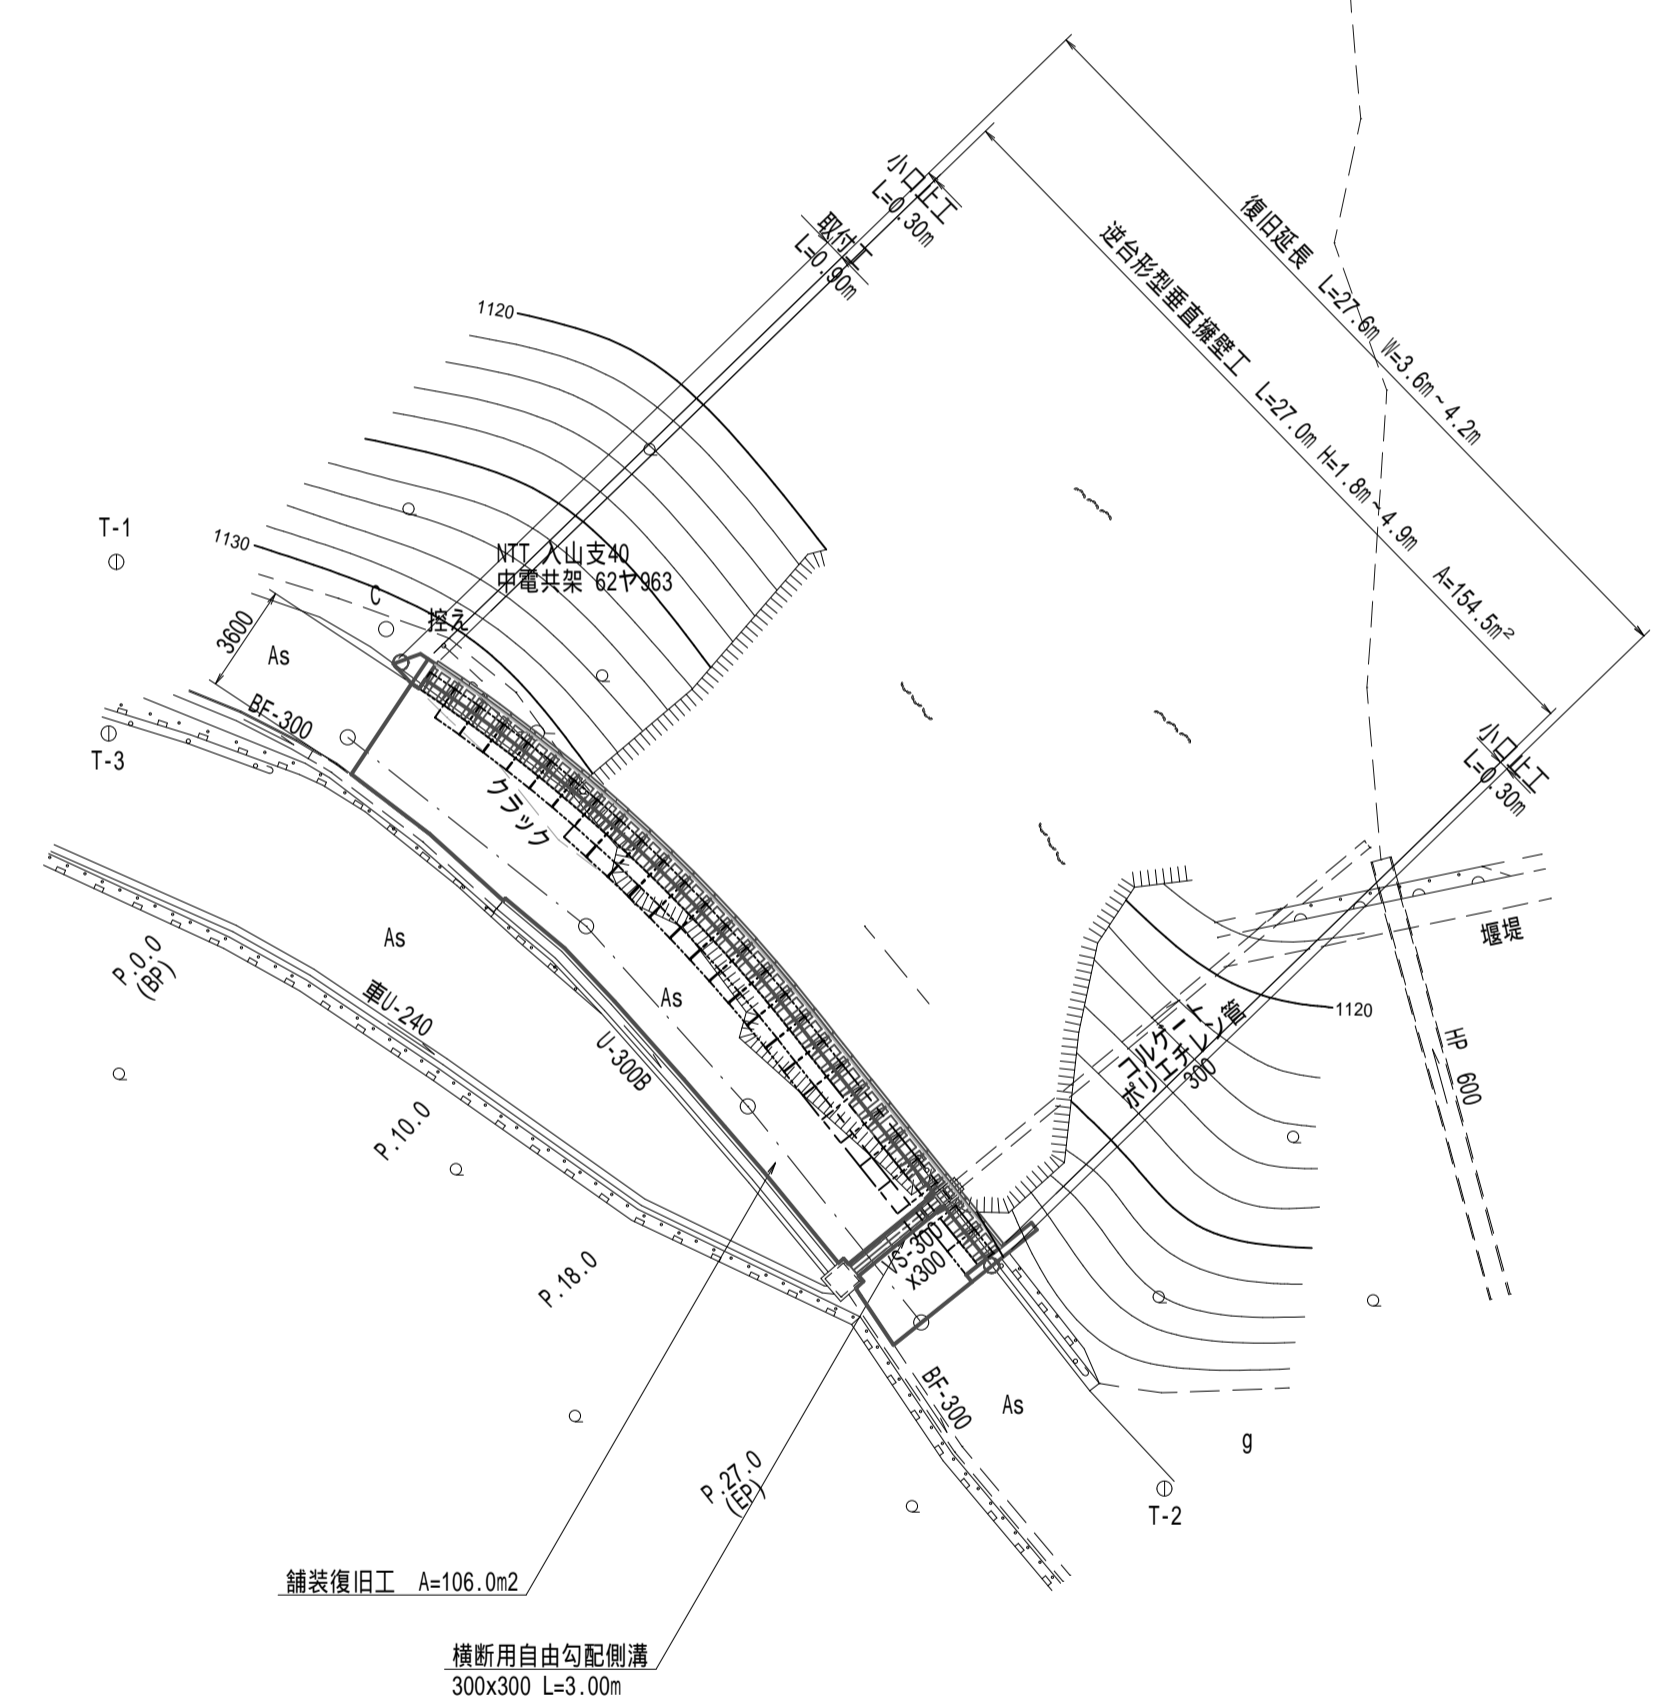 小口止工
L=0.30m
取付工
L=0.90m
復旧延長 L=27.6m W=3.6m~4.2m
逆台形型垂直擁壁工 L=27.0m H=1.8m~4.9m A=154.5m²
1120
T-1
1130
NTT 入山支40
中電共架 62ヤ963
C
控え
3600
As
BF-300
T-3
クラック
小口止工
L=0.30m
堰堤
As
As
P.0.0
(BP)
車U-240
U-300B
コルゲート
ポリエチレン管
300
1120
HP 600
P.10.0
P.18.0
VS-300
x300
BF-300
As
g
P.27.0
(EP)
T-2
舗装復旧工 A=106.0m2
横断用自由勾配側溝
300x300 L=3.00m